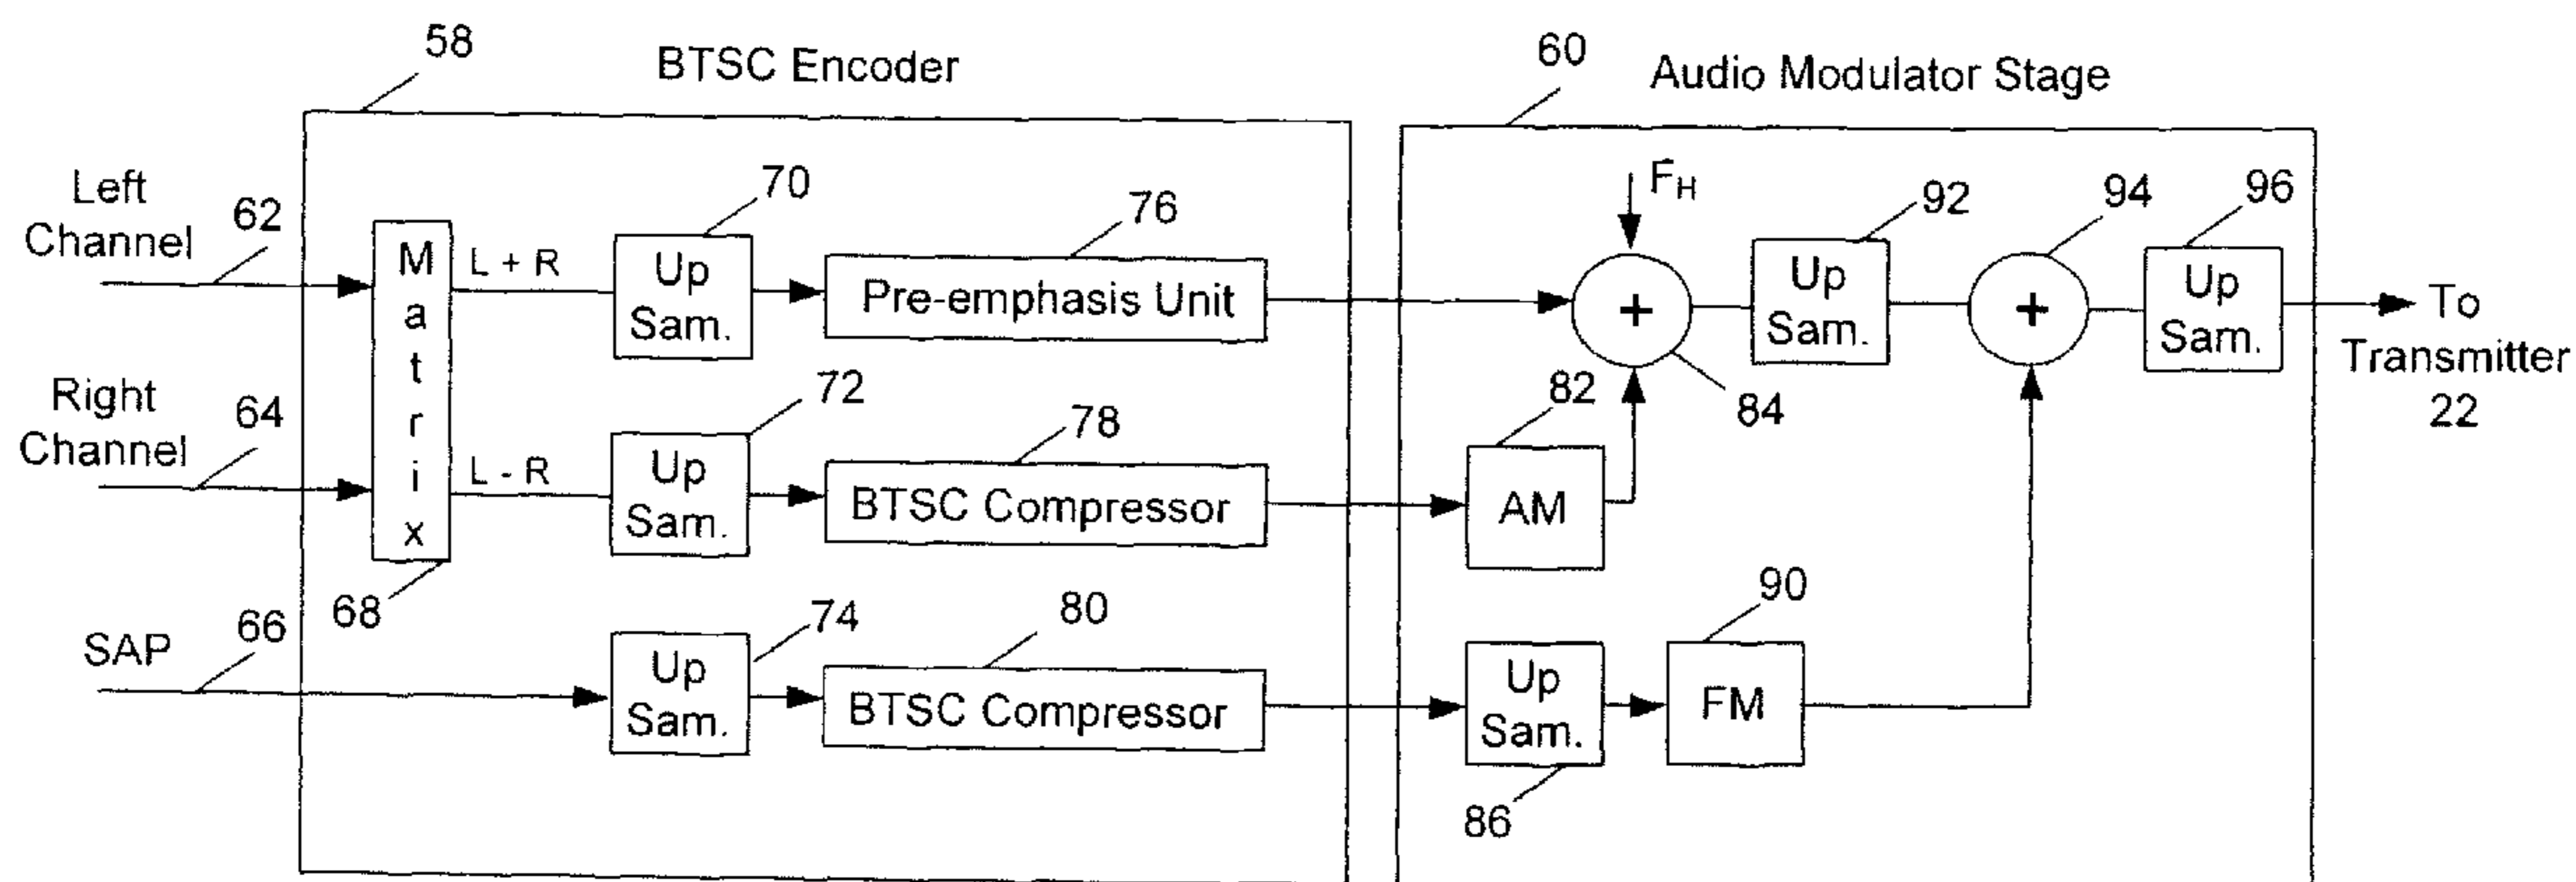 58
BTSC Encoder
60
Audio Modulator Stage
Left
Channel
62
Matrix
L + R
70
Up
Sam.
76
Pre-emphasis Unit
FH
+
84
92
Up
Sam.
94
+
96
Up
Sam.
To
Transmitter
22
Right
Channel
64
L - R
72
Up
Sam.
78
BTSC Compressor
82
AM
68
SAP
66
74
Up
Sam.
80
BTSC Compressor
Up
Sam.
86
90
FM